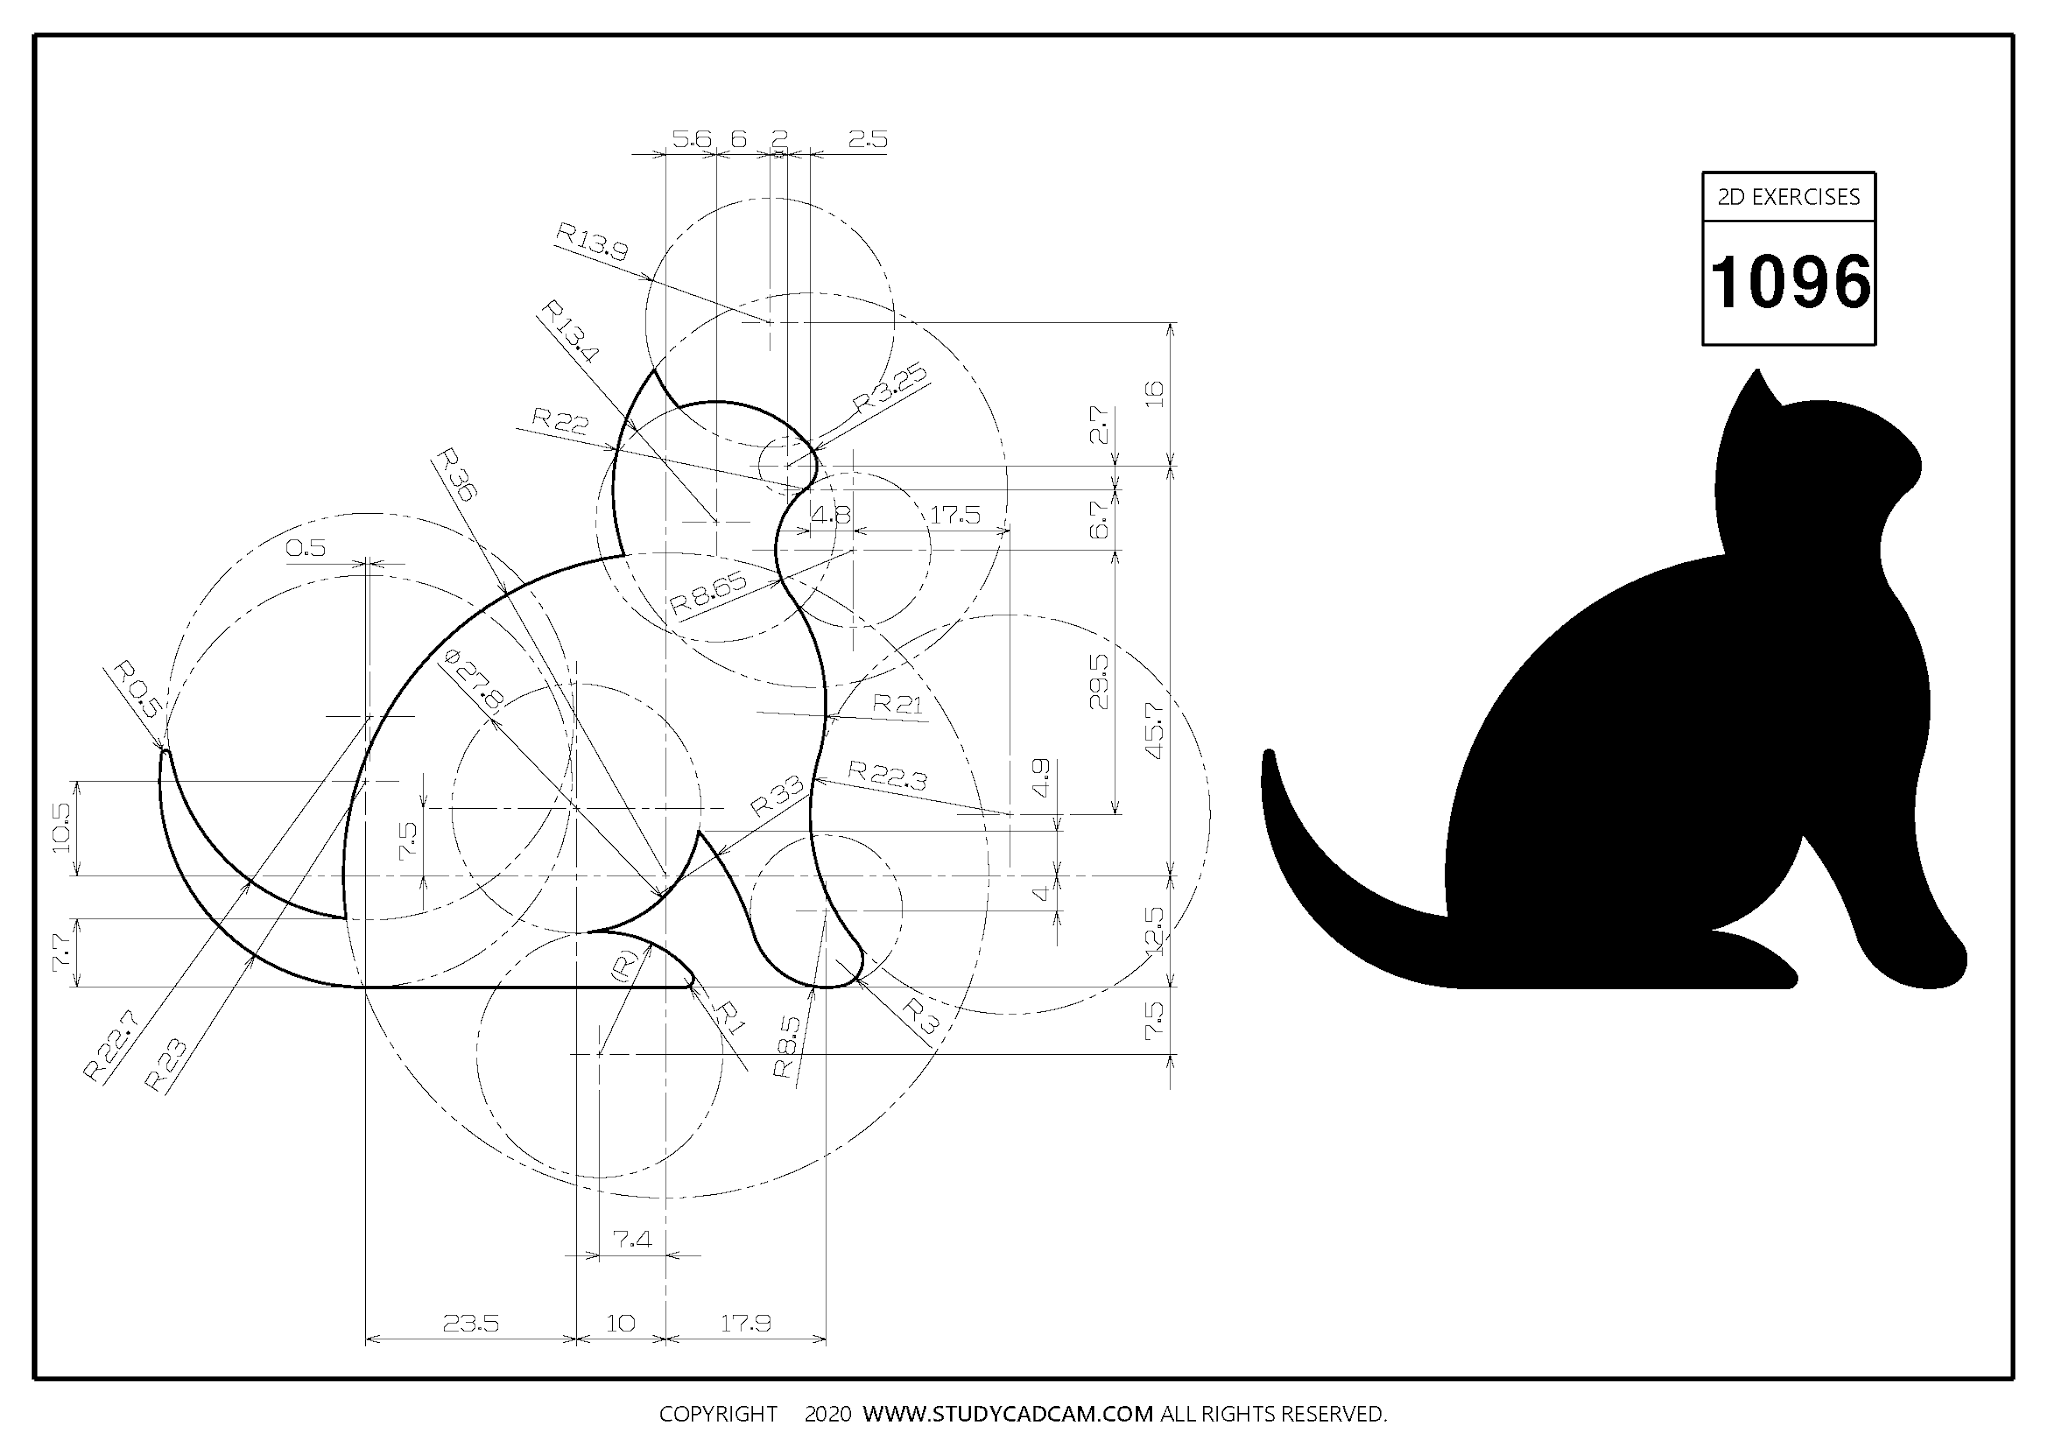 5.6 6 2 2.5
2D EXERCISES
1096
R13.9
R13.4
R3.25
R22
R36
16
2.7
4.8
17.5
6.7
0.5
R8.65
Φ27.8
R0.5
R21
29.5
45.7
R22.3
R33
4.9
10.5
7.5
4
12.5
7.7
(R)
R1
R3
7.5
R8.5
R22.7
R23
7.4
23.5 10 17.9
COPYRIGHT 2020 WWW.STUDYCADCAM.COM ALL RIGHTS RESERVED.